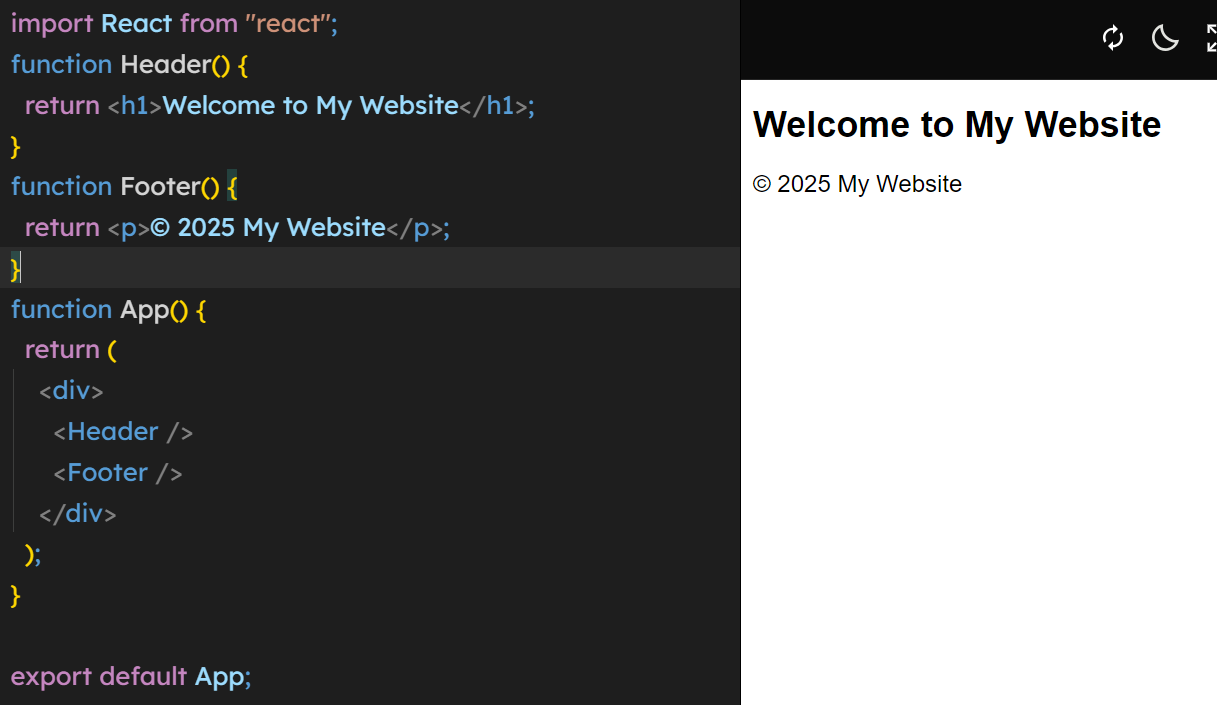 import React from "react";
function Header() {
  return <h1>Welcome to My Website</h1>;
}
function Footer() {
  return <p>© 2025 My Website</p>;
}
function App() {
  return (
    <div>
      <Header />
      <Footer />
    </div>
  );
}

export default App;
Welcome to My Website
© 2025 My Website